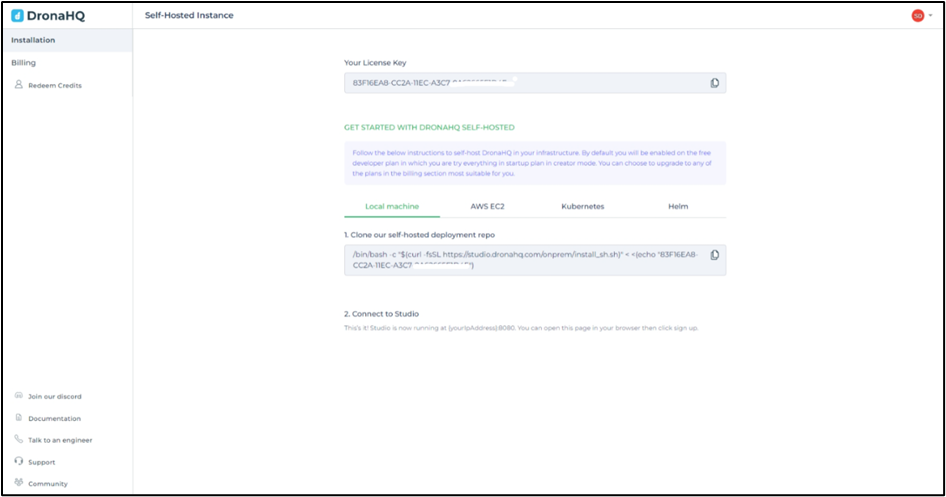 DronaHQ
Self-Hosted Instance
SD
Installation
Billing
Redeem Credits
Your License Key
83F16EA8-CC2A-11EC-A3C7
GET STARTED WITH DRONAHQ SELF-HOSTED
Follow the below instructions to self-host DronaHQ in your infrastructure. By default you will be enabled on the free
developer plan in which you are try everything in startup plan in creator mode. You can choose to upgrade to any of
the plans in the billing section most suitable for you.
Local machine
AWS EC2
Kubernetes
Helm
1. Clone our self-hosted deployment repo
/bin/bash -c "$(curl -fsSL https://studio.dronahq.com/onprem/install_sh.sh)" < <(echo "83F16EA8-
CC2A-11EC-A3C7
2. Connect to Studio
This's it! Studio is now running at {yourIpAddress}:8080. You can open this page in your browser then click sign up.
Join our discord
Documentation
Talk to an engineer
Support
Community